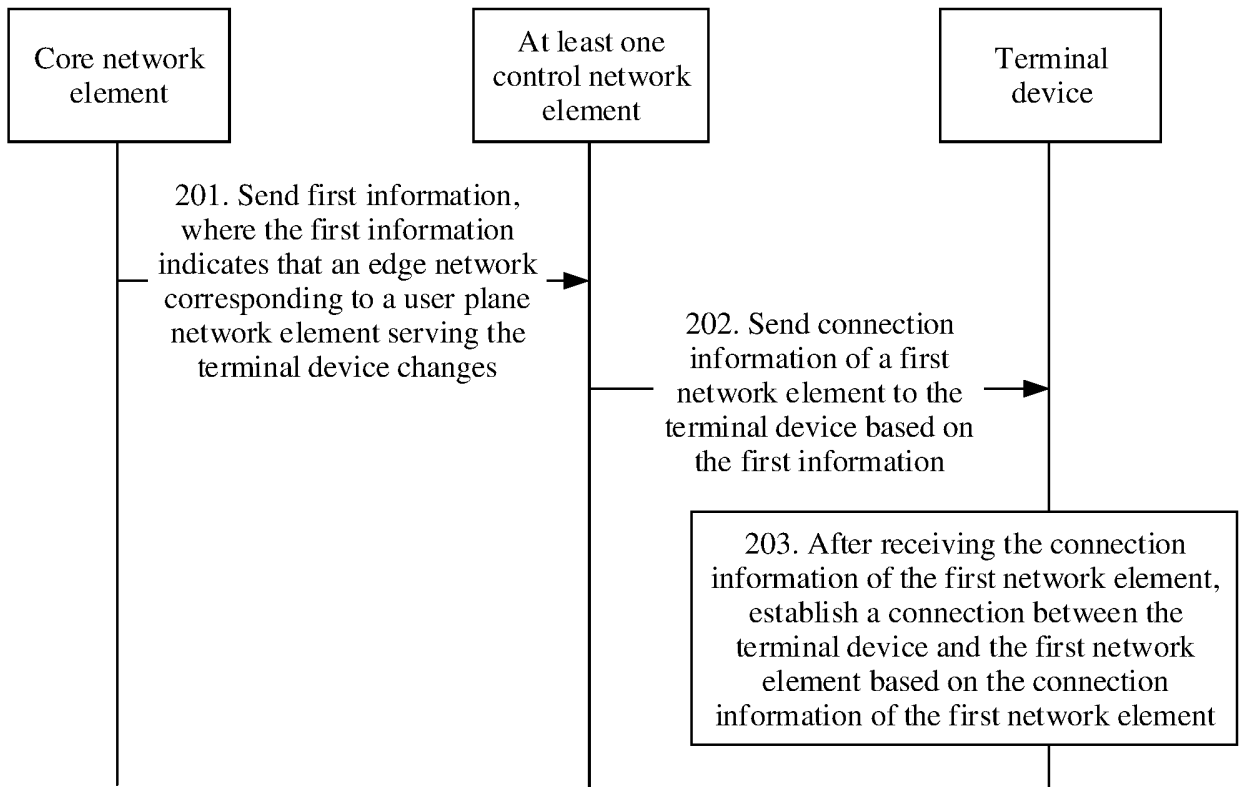 Core network
element
At least one
control network
element
Terminal
device
201. Send first information,
where the first information
indicates that an edge network
corresponding to a user plane
network element serving the
terminal device changes
202. Send connection
information of a first
network element to the
terminal device based on
the first information
203. After receiving the connection
information of the first network element,
establish a connection between the
terminal device and the first network
element based on the connection
information of the first network element